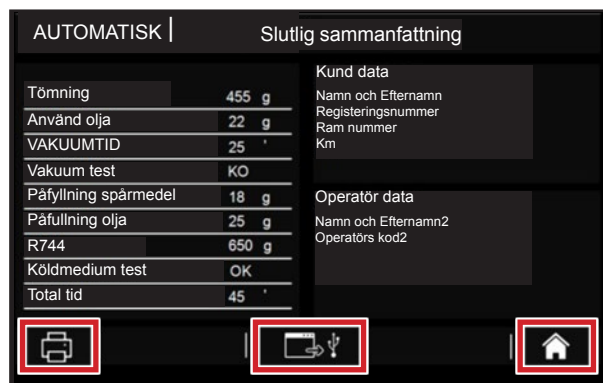 AUTOMATISK
Slutlig sammanfattning
Tömning 455 g
Använd olja 22 g
VAKUUMTID 25 '
Vakuum test KO
Påfyllning spårmedel 18 g
Påfullning olja 25 g
R744 650 g
Köldmedium test OK
Total tid 45 '
Kund data
Namn och Efternamn
Registeringsnummer
Ram nummer
Km
Operatör data
Namn och Efternamn2
Operatörs kod2